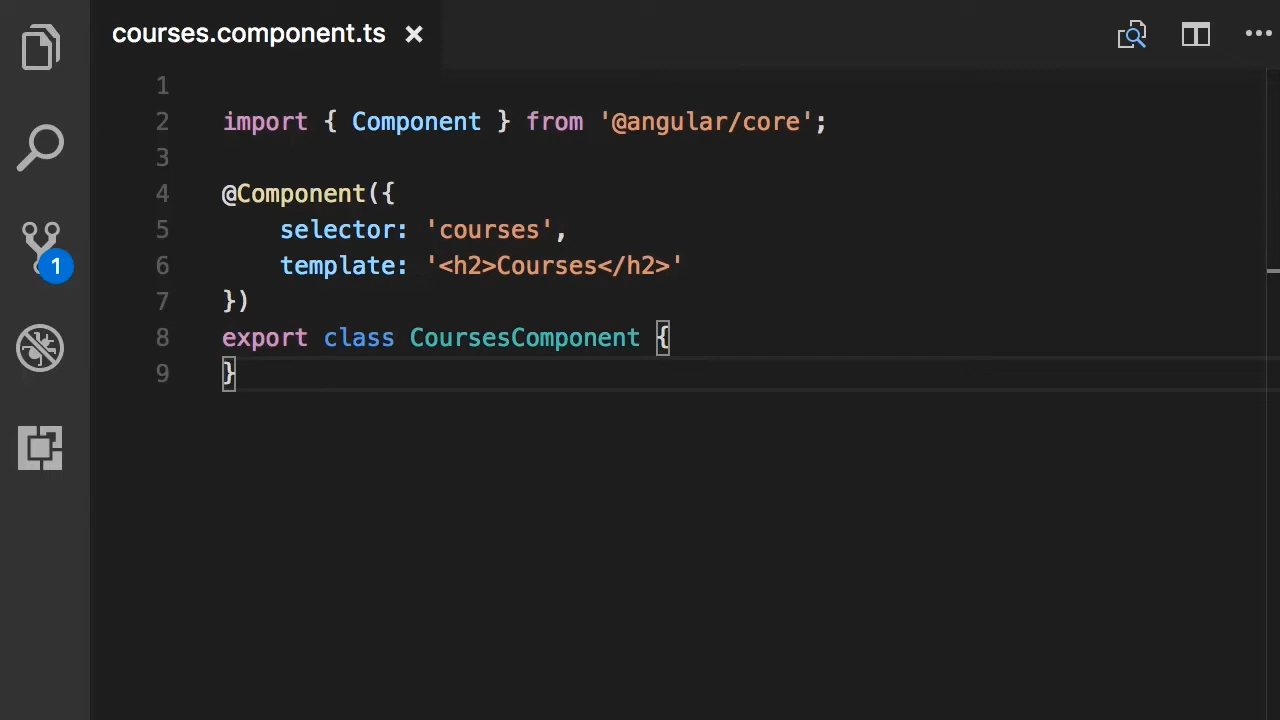 courses.component.ts
1
2 import { Component } from '@angular/core';
3
4 @Component({
5     selector: 'courses',
6     template: '<h2>Courses</h2>'
7 })
8 export class CoursesComponent {
9 }
1